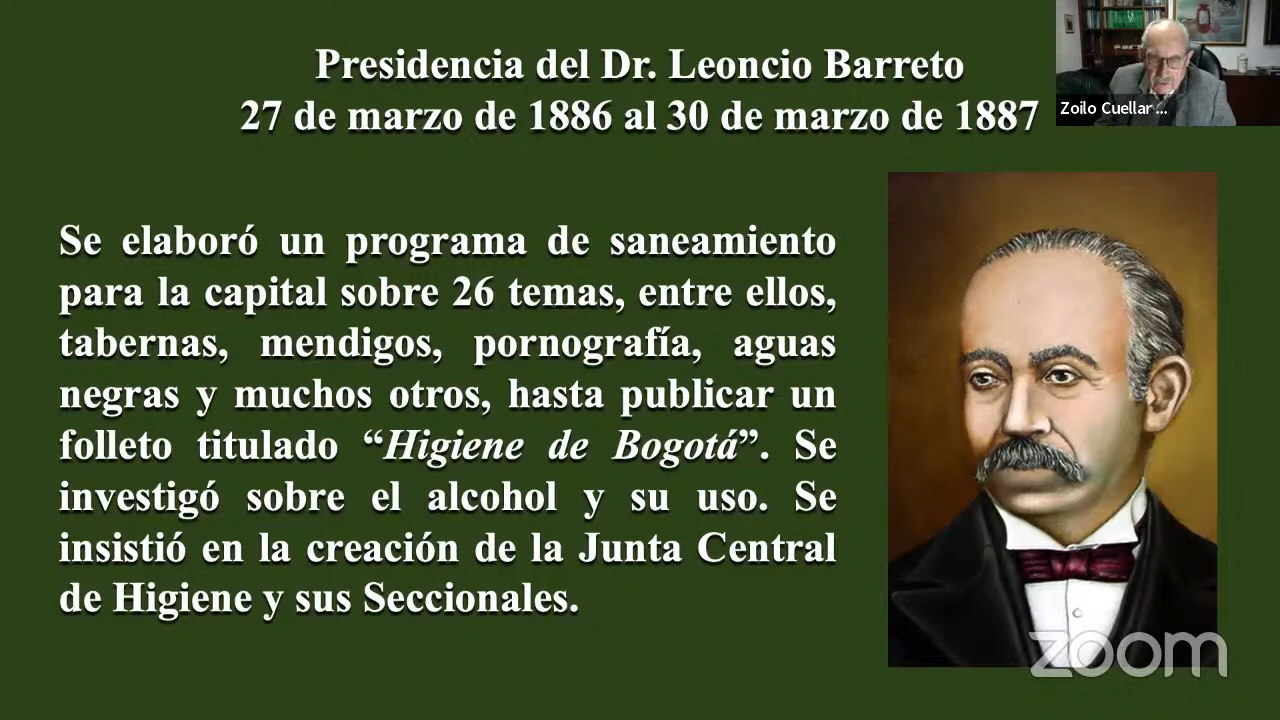 Presidencia del Dr. Leoncio Barreto
27 de marzo de 1886 al 30 de marzo de 1887
Zoilo Cuellar ...
Se elaboró un programa de saneamiento
para la capital sobre 26 temas, entre ellos,
tabernas, mendigos, pornografía, aguas
negras y muchos otros, hasta publicar un
folleto titulado “Higiene de Bogotá”. Se
investigó sobre el alcohol y su uso. Se
insistió en la creación de la Junta Central
de Higiene y sus Seccionales.
zoom